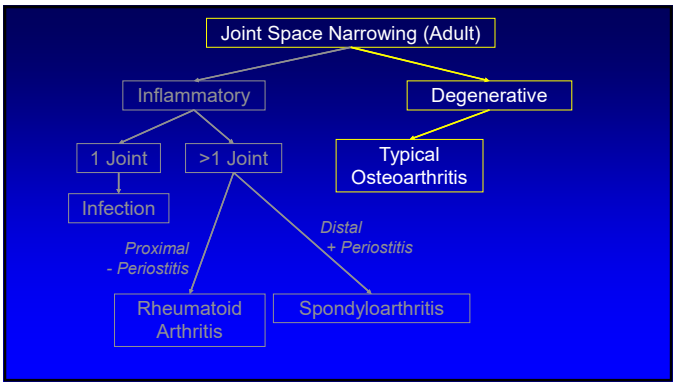 Joint Space Narrowing (Adult)
Inflammatory
Degenerative
1 Joint
>1 Joint
Typical
Osteoarthritis
Infection
Distal
+ Periostitis
Proximal
- Periostitis
Rheumatoid
Arthritis
Spondyloarthritis